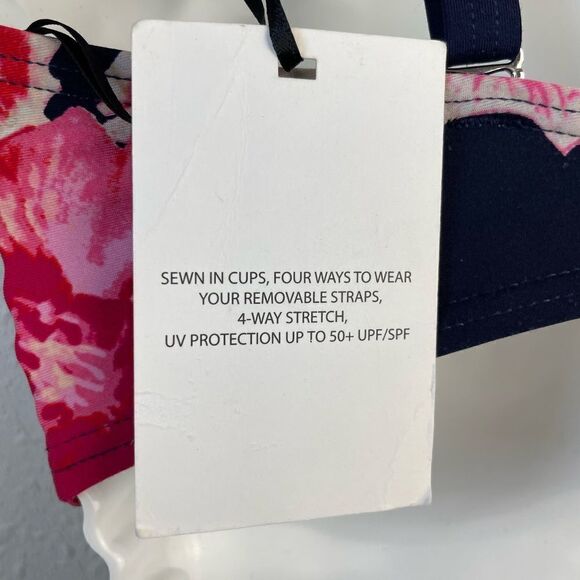 SEWN IN CUPS, FOUR WAYS TO WEAR
YOUR REMOVABLE STRAPS,
4-WAY STRETCH,
UV PROTECTION UP TO 50+ UPF/SPF